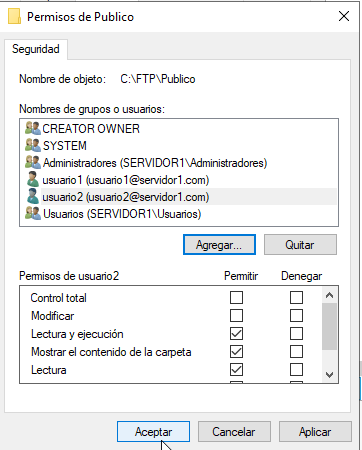 Permisos de Publico
Seguridad
Nombre de objeto: C:\FTP\Publico
Nombres de grupos o usuarios:
CREATOR OWNER
SYSTEM
Administradores (SERVIDOR1\Administradores)
usuario1 (usuario1@servidor1.com)
usuario2 (usuario2@servidor1.com)
Usuarios (SERVIDOR1\Usuarios)
Agregar... Quitar
Permisos de usuario2 Permitir Denegar
Control total
Modificar
Lectura y ejecución
Mostrar el contenido de la carpeta
Lectura
Aceptar Cancelar Aplicar